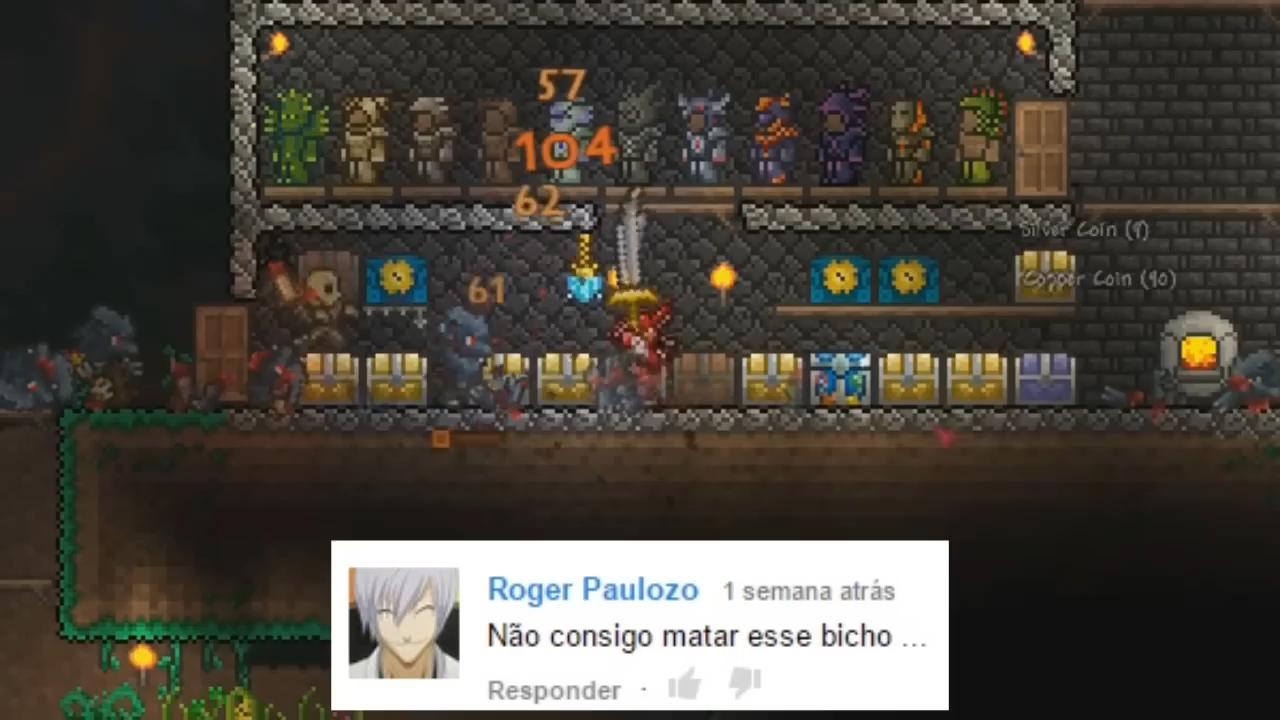 57
104
62
Silver Coin (9)
61
Copper Coin (90)
Roger Paulozo 1 semana atrás
Não consigo matar esse bicho ...
Responder ·